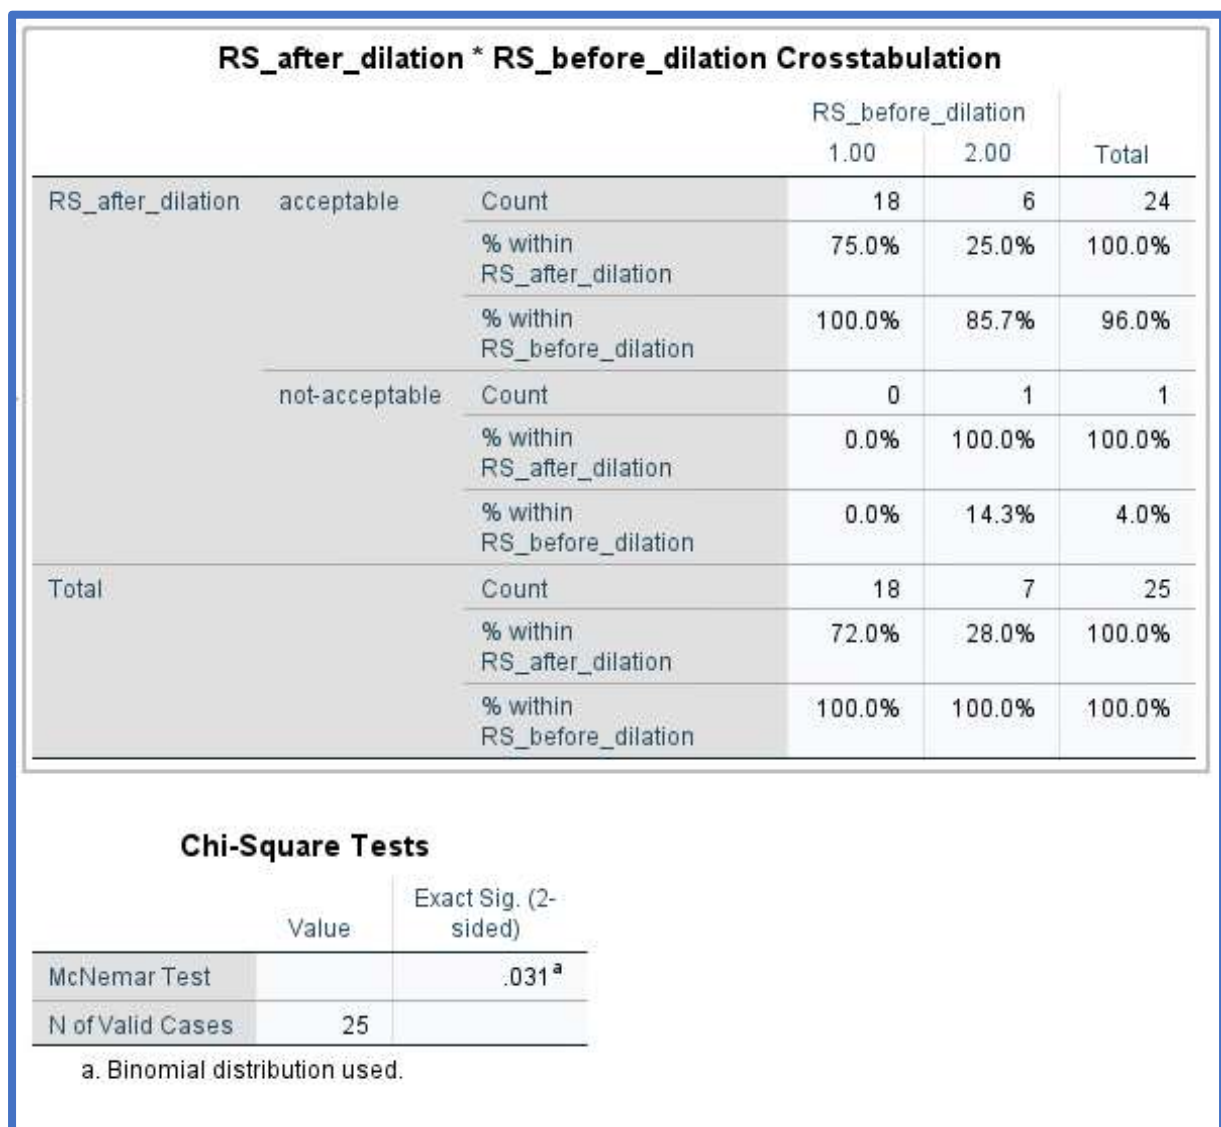 RS_after_dilation * RS_before_dilation Crosstabulation
RS_before_dilation
1.00 2.00 Total
RS_after_dilation acceptable Count 18 6 24
% within RS_after_dilation 75.0% 25.0% 100.0%
% within RS_before_dilation 100.0% 85.7% 96.0%
not-acceptable Count 0 1 1
% within RS_after_dilation 0.0% 100.0% 100.0%
% within RS_before_dilation 0.0% 14.3% 4.0%
Total Count 18 7 25
% within RS_after_dilation 72.0% 28.0% 100.0%
% within RS_before_dilation 100.0% 100.0% 100.0%
Chi-Square Tests
Value Exact Sig. (2-sided)
McNemar Test .031a
N of Valid Cases 25
a. Binomial distribution used.